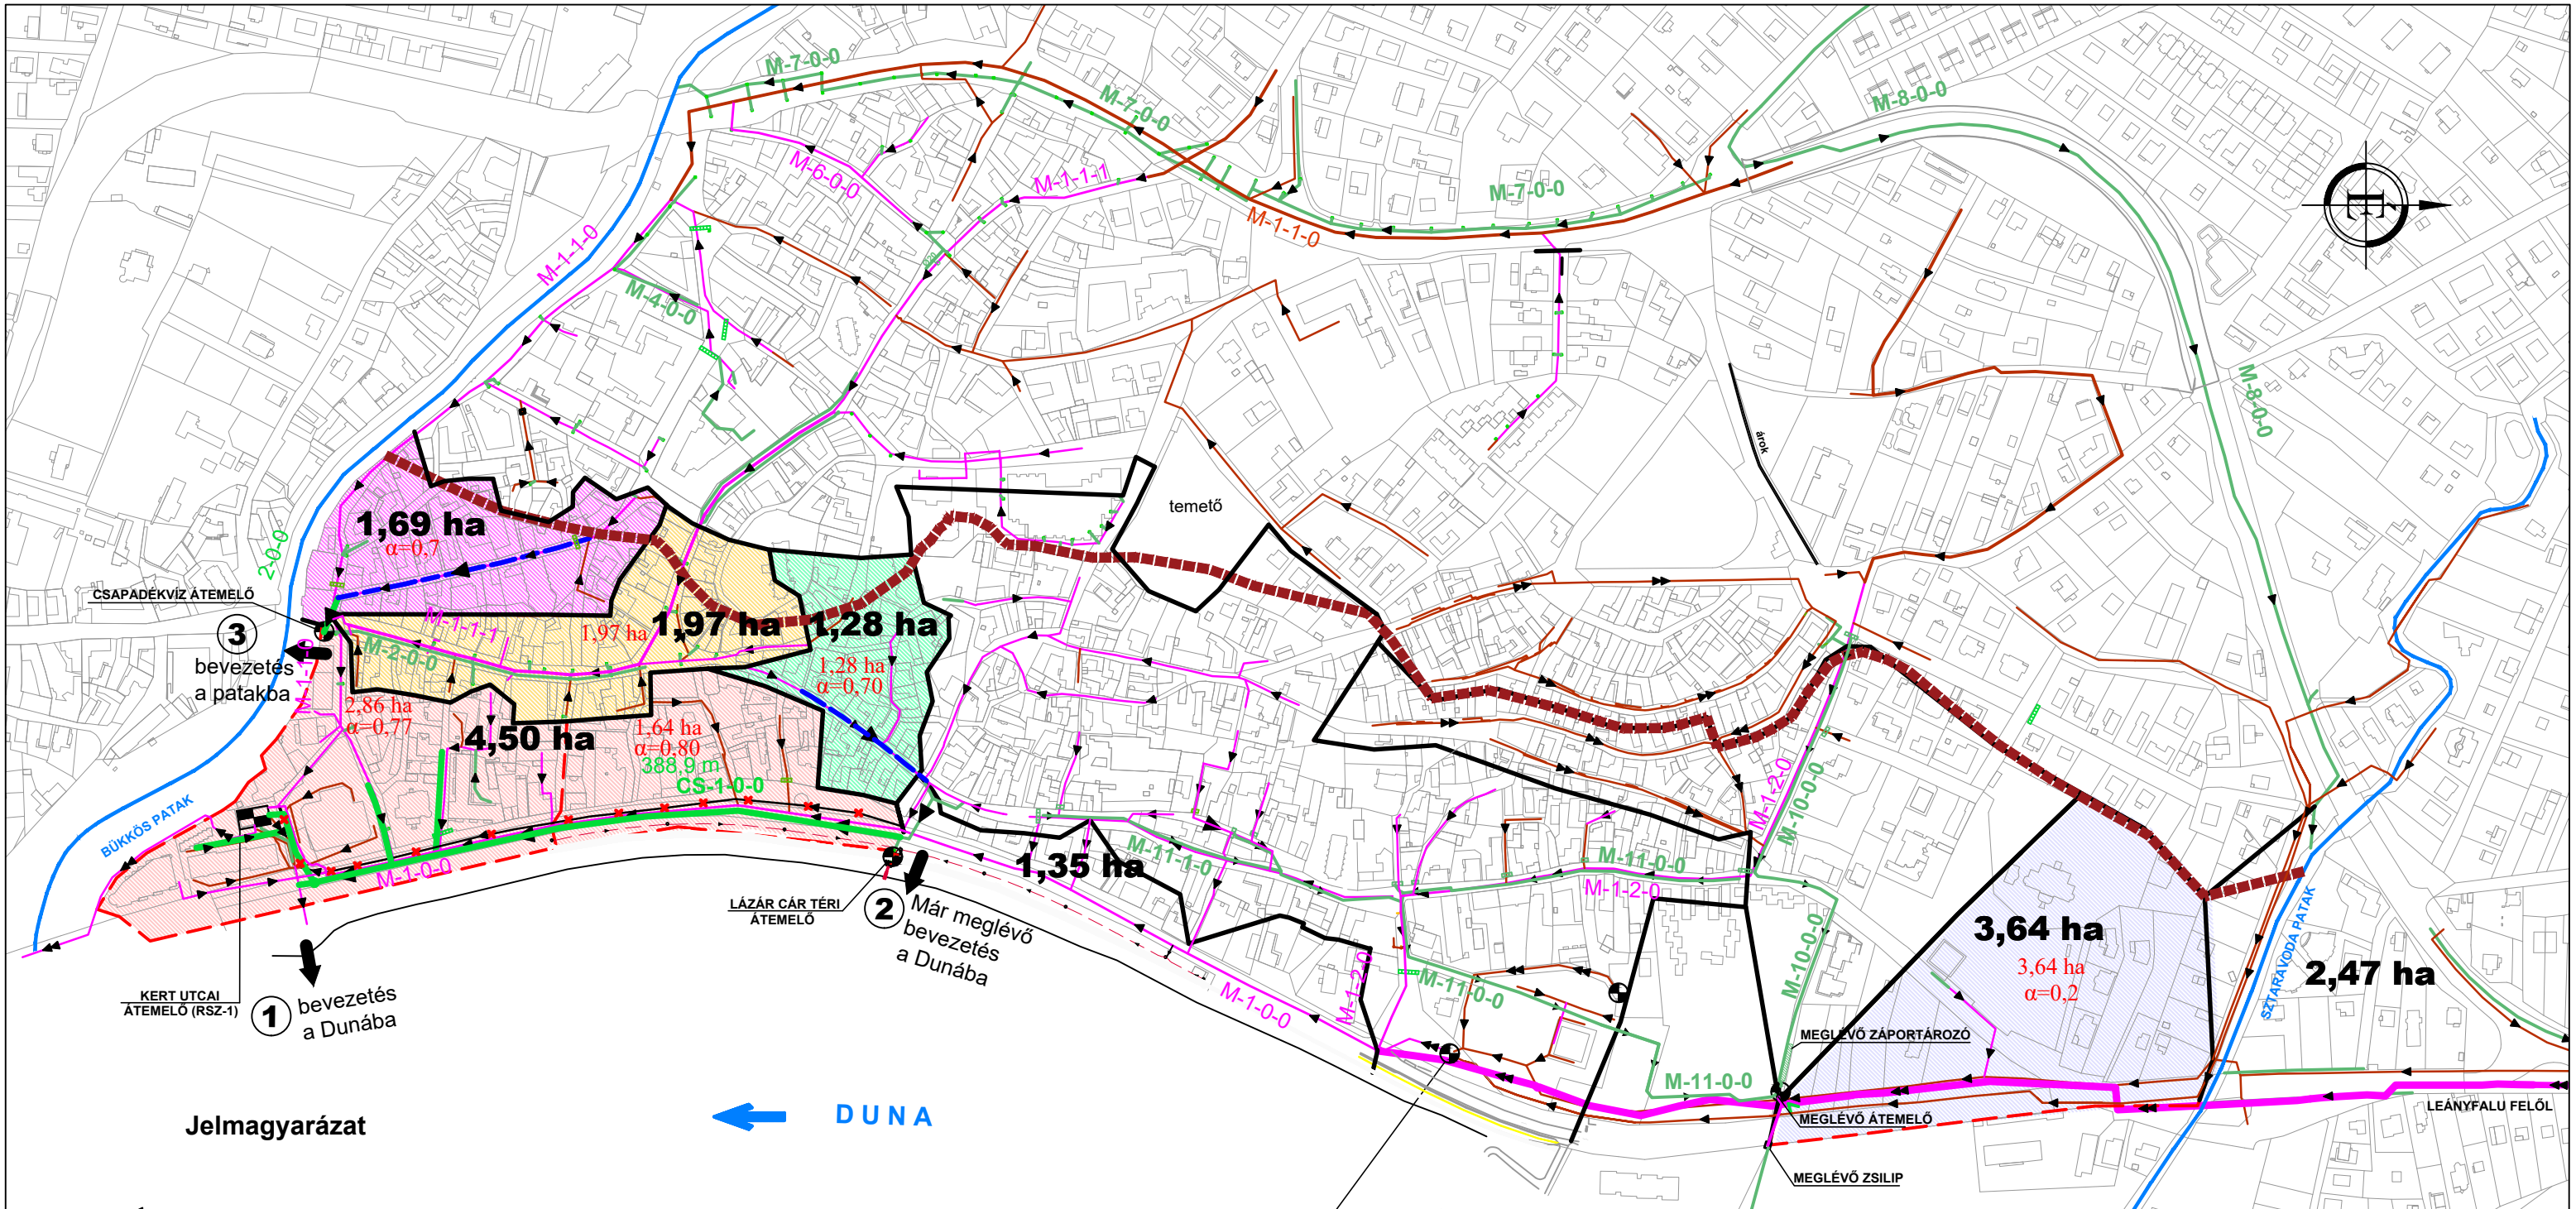 M-7-0-0
M-7-0-0
M-8-0-0
M-6-0-0
M-1-1-1
M-7-0-0
M-1-1-0
É
M-1-1-0
M-4-0-0
M-8-0-0
árok
temető
1,69 ha
α=0,7
2-0-0
CSAPADÉKVÍZ ÁTEMELŐ
3
bevezetés
a patakba
M-1-1-0
M-1-1-1
M-2-0-0
1,97 ha
1,97 ha
1,28 ha
1,28 ha
α=0,70
2,86 ha
α=0,77
4,50 ha
1,64 ha
α=0,80
388,9 m
CS-1-0-0
M-1-2-0
M-10-0-0
BÜKKÖS PATAK
M-1-0-0
1,35 ha
M-11-1-0
M-11-0-0
M-1-2-0
LÁZÁR CÁR TÉRI
ÁTEMELŐ
2
Már meglévő
bevezetés
a Dunába
KERT UTCAI
ÁTEMELŐ (RSZ-1)
1
bevezetés
a Dunába
M-1-0-0
M-1-2-0
M-11-0-0
M-10-0-0
3,64 ha
3,64 ha
α=0,2
SZTARAVODA PATAK
2,47 ha
MEGLÉVŐ ZÁPORTÁROZÓ
M-11-0-0
MEGLÉVŐ ÁTEMELŐ
LEÁNYFALU FELŐL
MEGLÉVŐ ZSILIP
Jelmagyarázat
DUNA